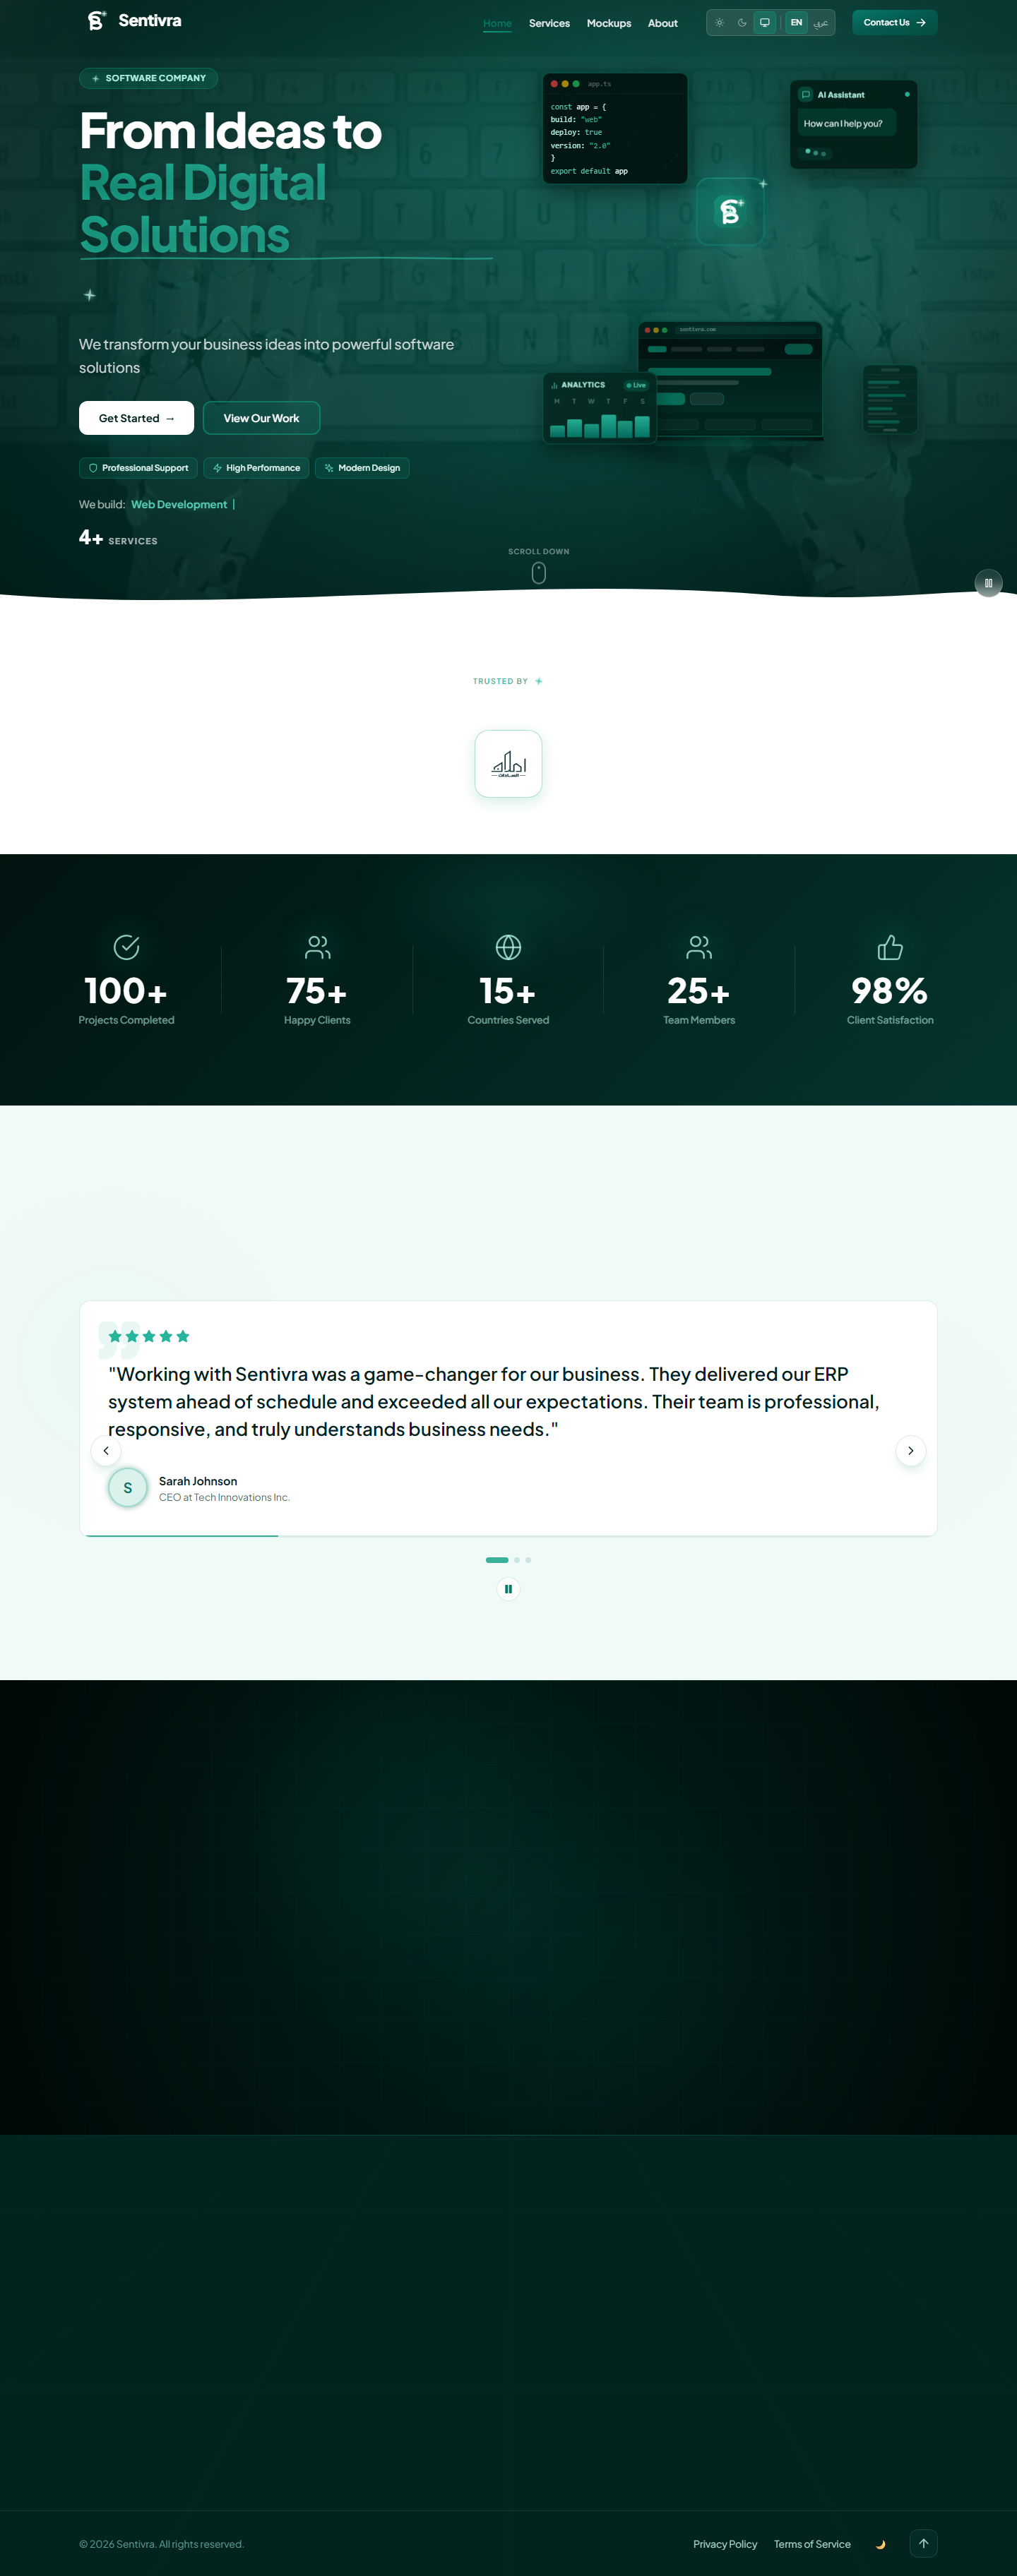 Sentivra
Home
Services
Mockups
About
EN
عربي
Contact Us →
SOFTWARE COMPANY
From Ideas to
Real Digital
Solutions
We transform your business ideas into powerful software
solutions
Get Started →
View Our Work
Professional Support
High Performance
Modern Design
We build: Web Development |
4+ SERVICES
app.ts
const app = {
build: "web"
deploy: true
version: "2.0"
}
export default app
AI Assistant
How can I help you?
sentivra.com
ANALYTICS
Live
M T W T F S
SCROLL DOWN
TRUSTED BY
100+
Projects Completed
75+
Happy Clients
15+
Countries Served
25+
Team Members
98%
Client Satisfaction
"Working with Sentivra was a game-changer for our business. They delivered our ERP
system ahead of schedule and exceeded all our expectations. Their team is professional,
responsive, and truly understands business needs."
S
Sarah Johnson
CEO at Tech Innovations Inc.
© 2026 Sentivra. All rights reserved.
Privacy Policy
Terms of Service